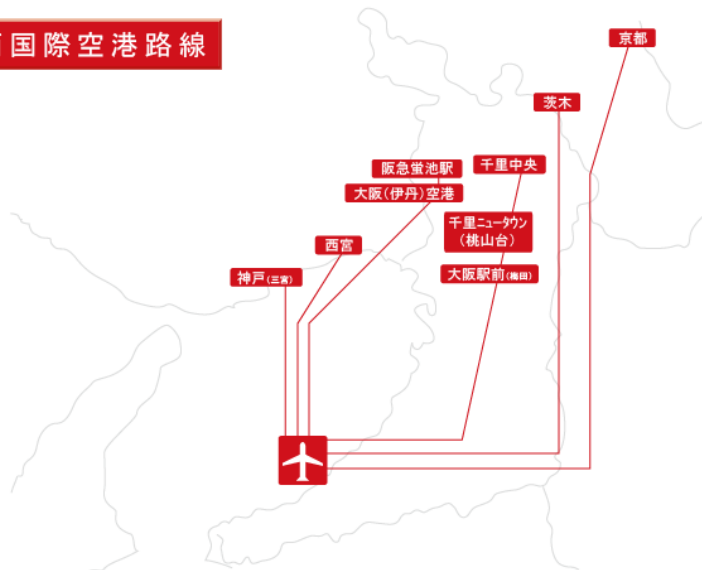 国際空港路線
京都
茨木
阪急蛍池駅
千里中央
大阪(伊丹)空港
千里ニュータウン
(桃山台)
西宮
神戸(三宮)
大阪駅前(梅田)